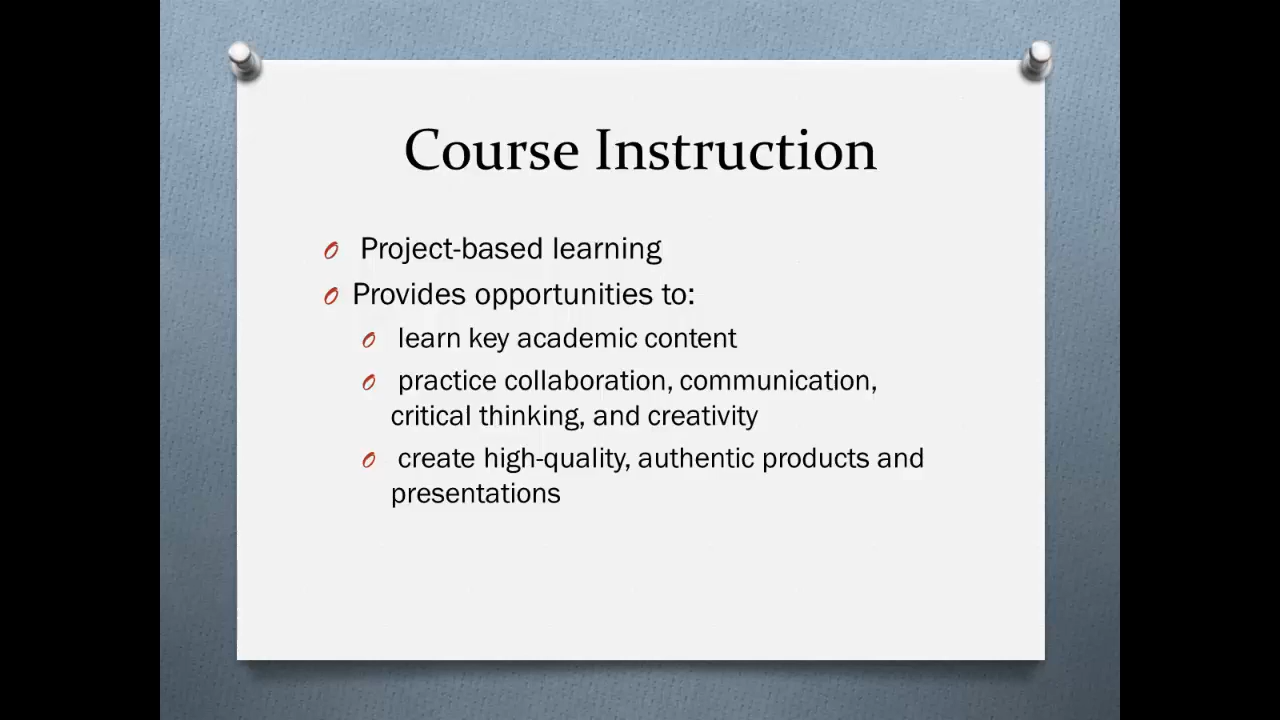 Course Instruction
Project-based learning
Provides opportunities to:
learn key academic content
practice collaboration, communication,
critical thinking, and creativity
create high-quality, authentic products and
presentations